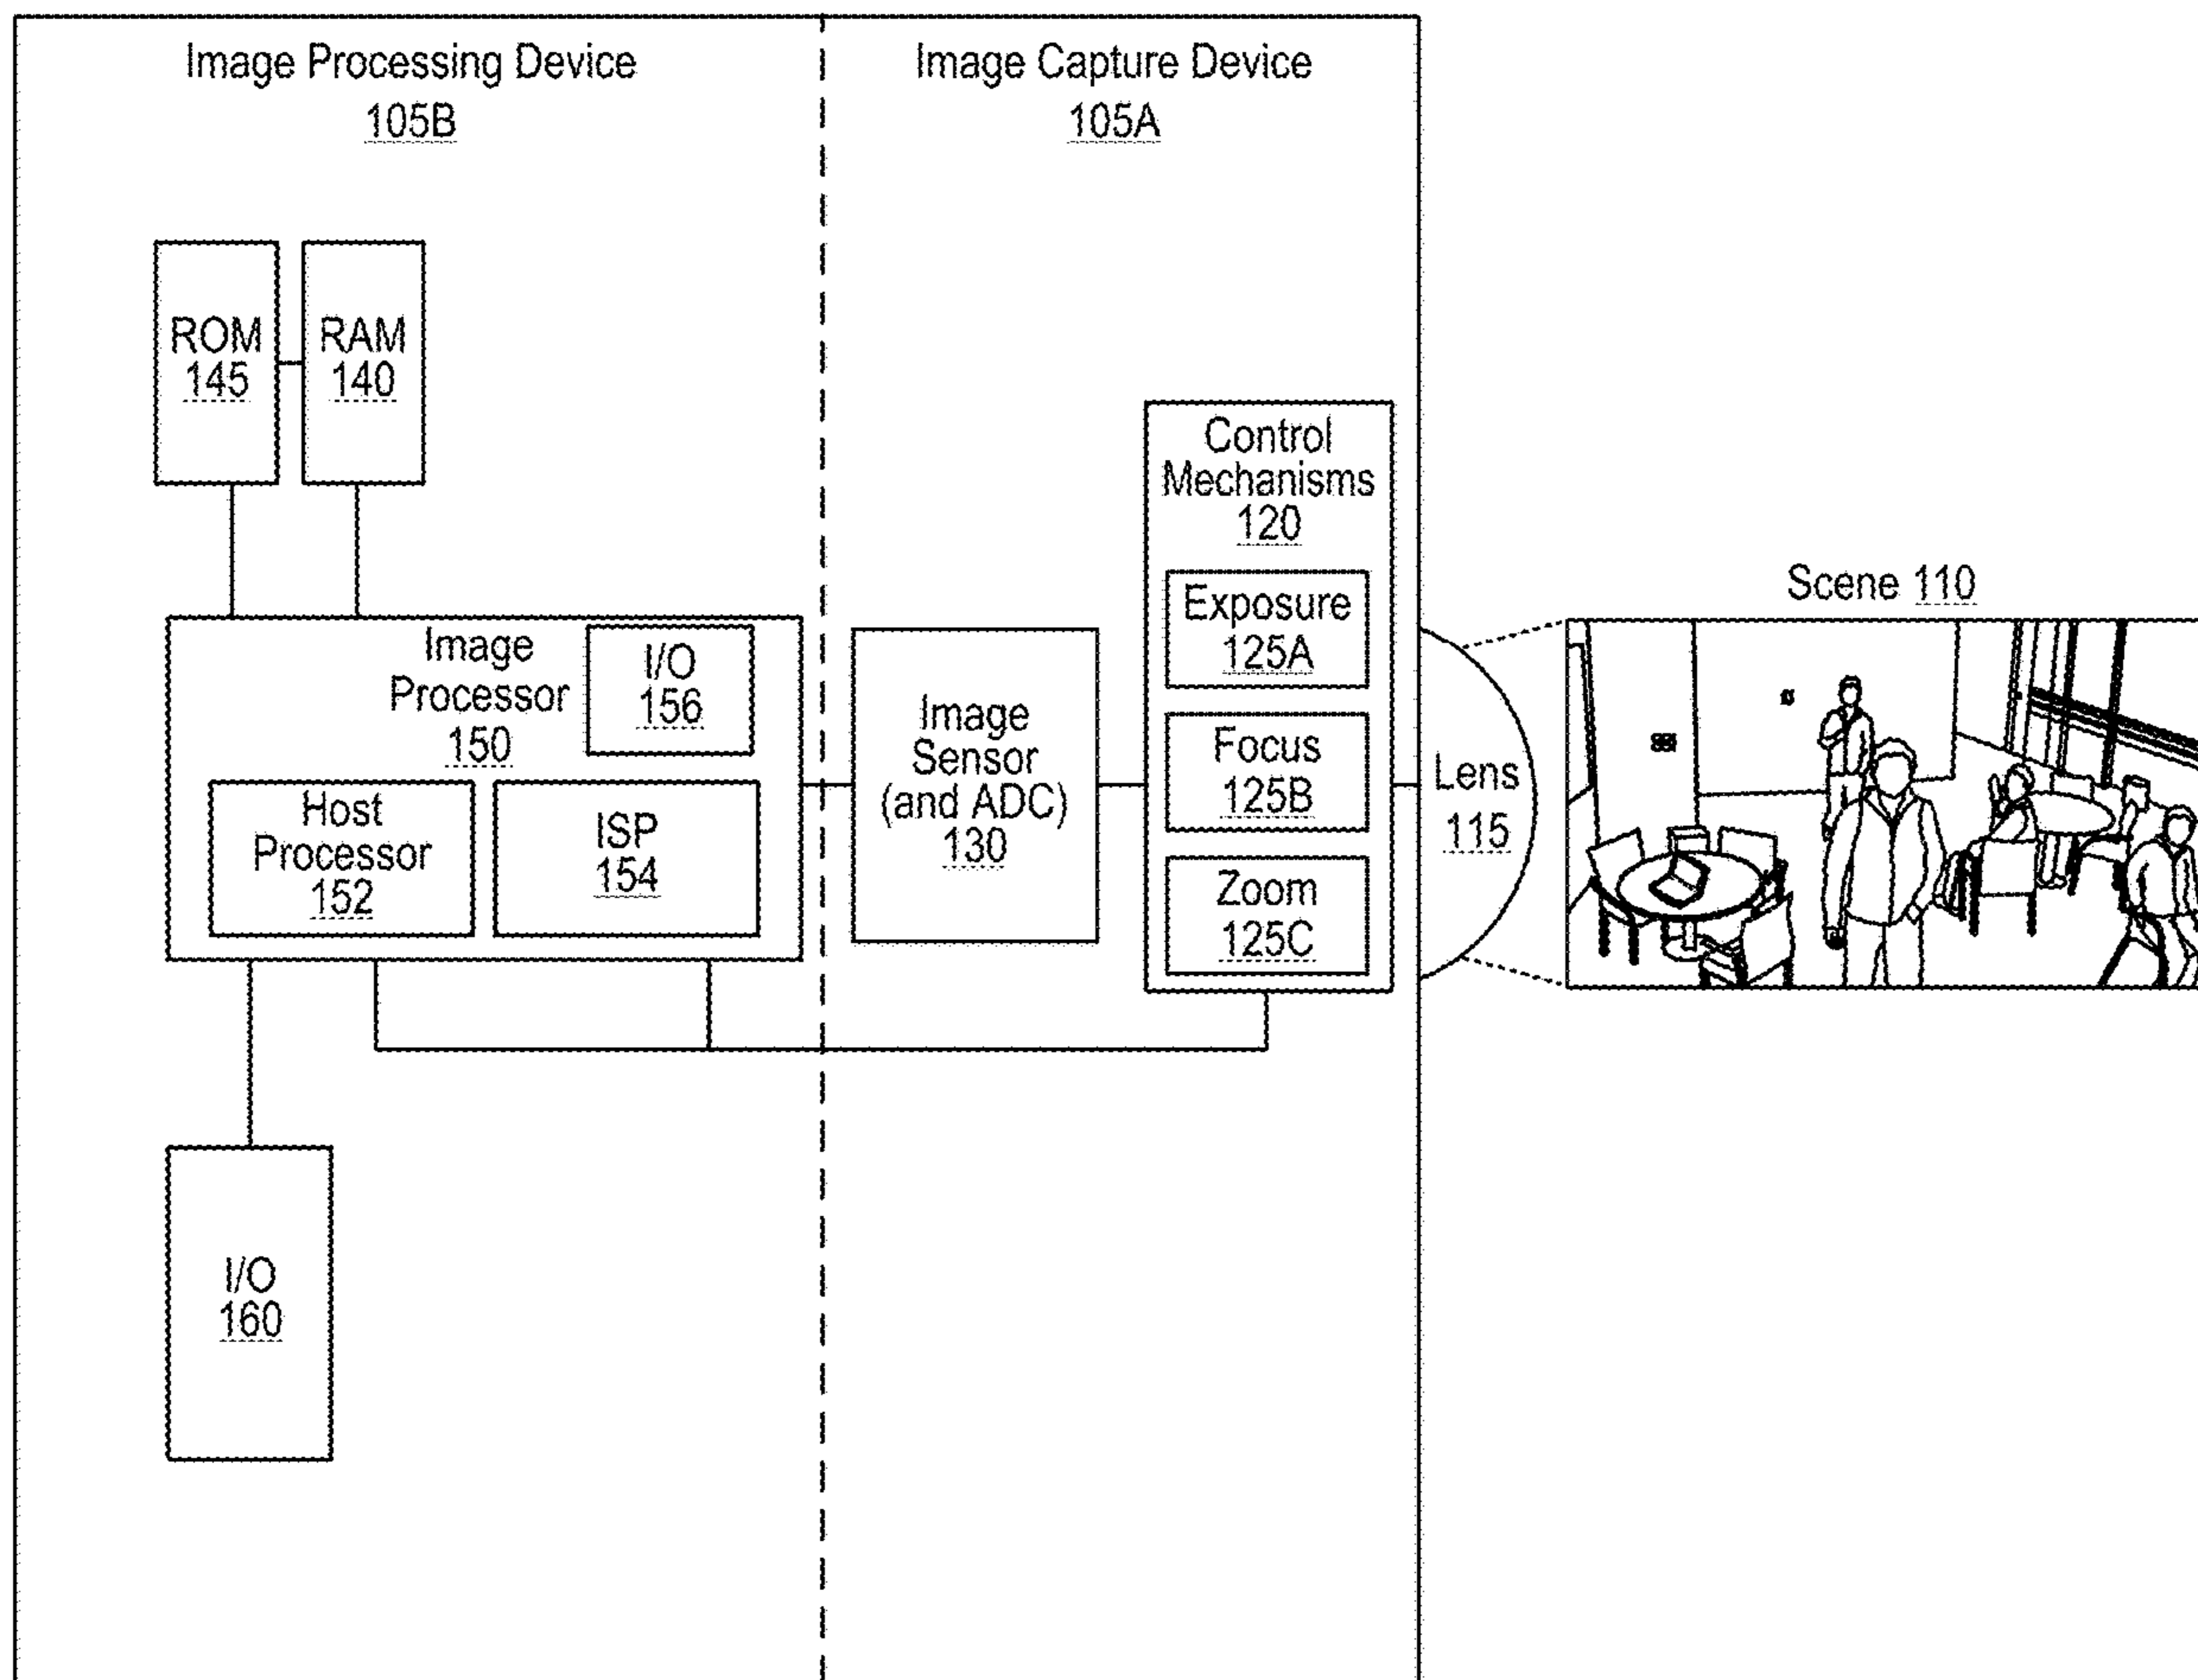 Image Processing Device
105B
Image Capture Device
105A
ROM
145
RAM
140
Control
Mechanisms
120
Exposure
125A
Focus
125B
Zoom
125C
Scene 110
Image
Processor
150
I/O
156
Host
Processor
152
ISP
154
Image
Sensor
(and ADC)
130
Lens
115
I/O
160